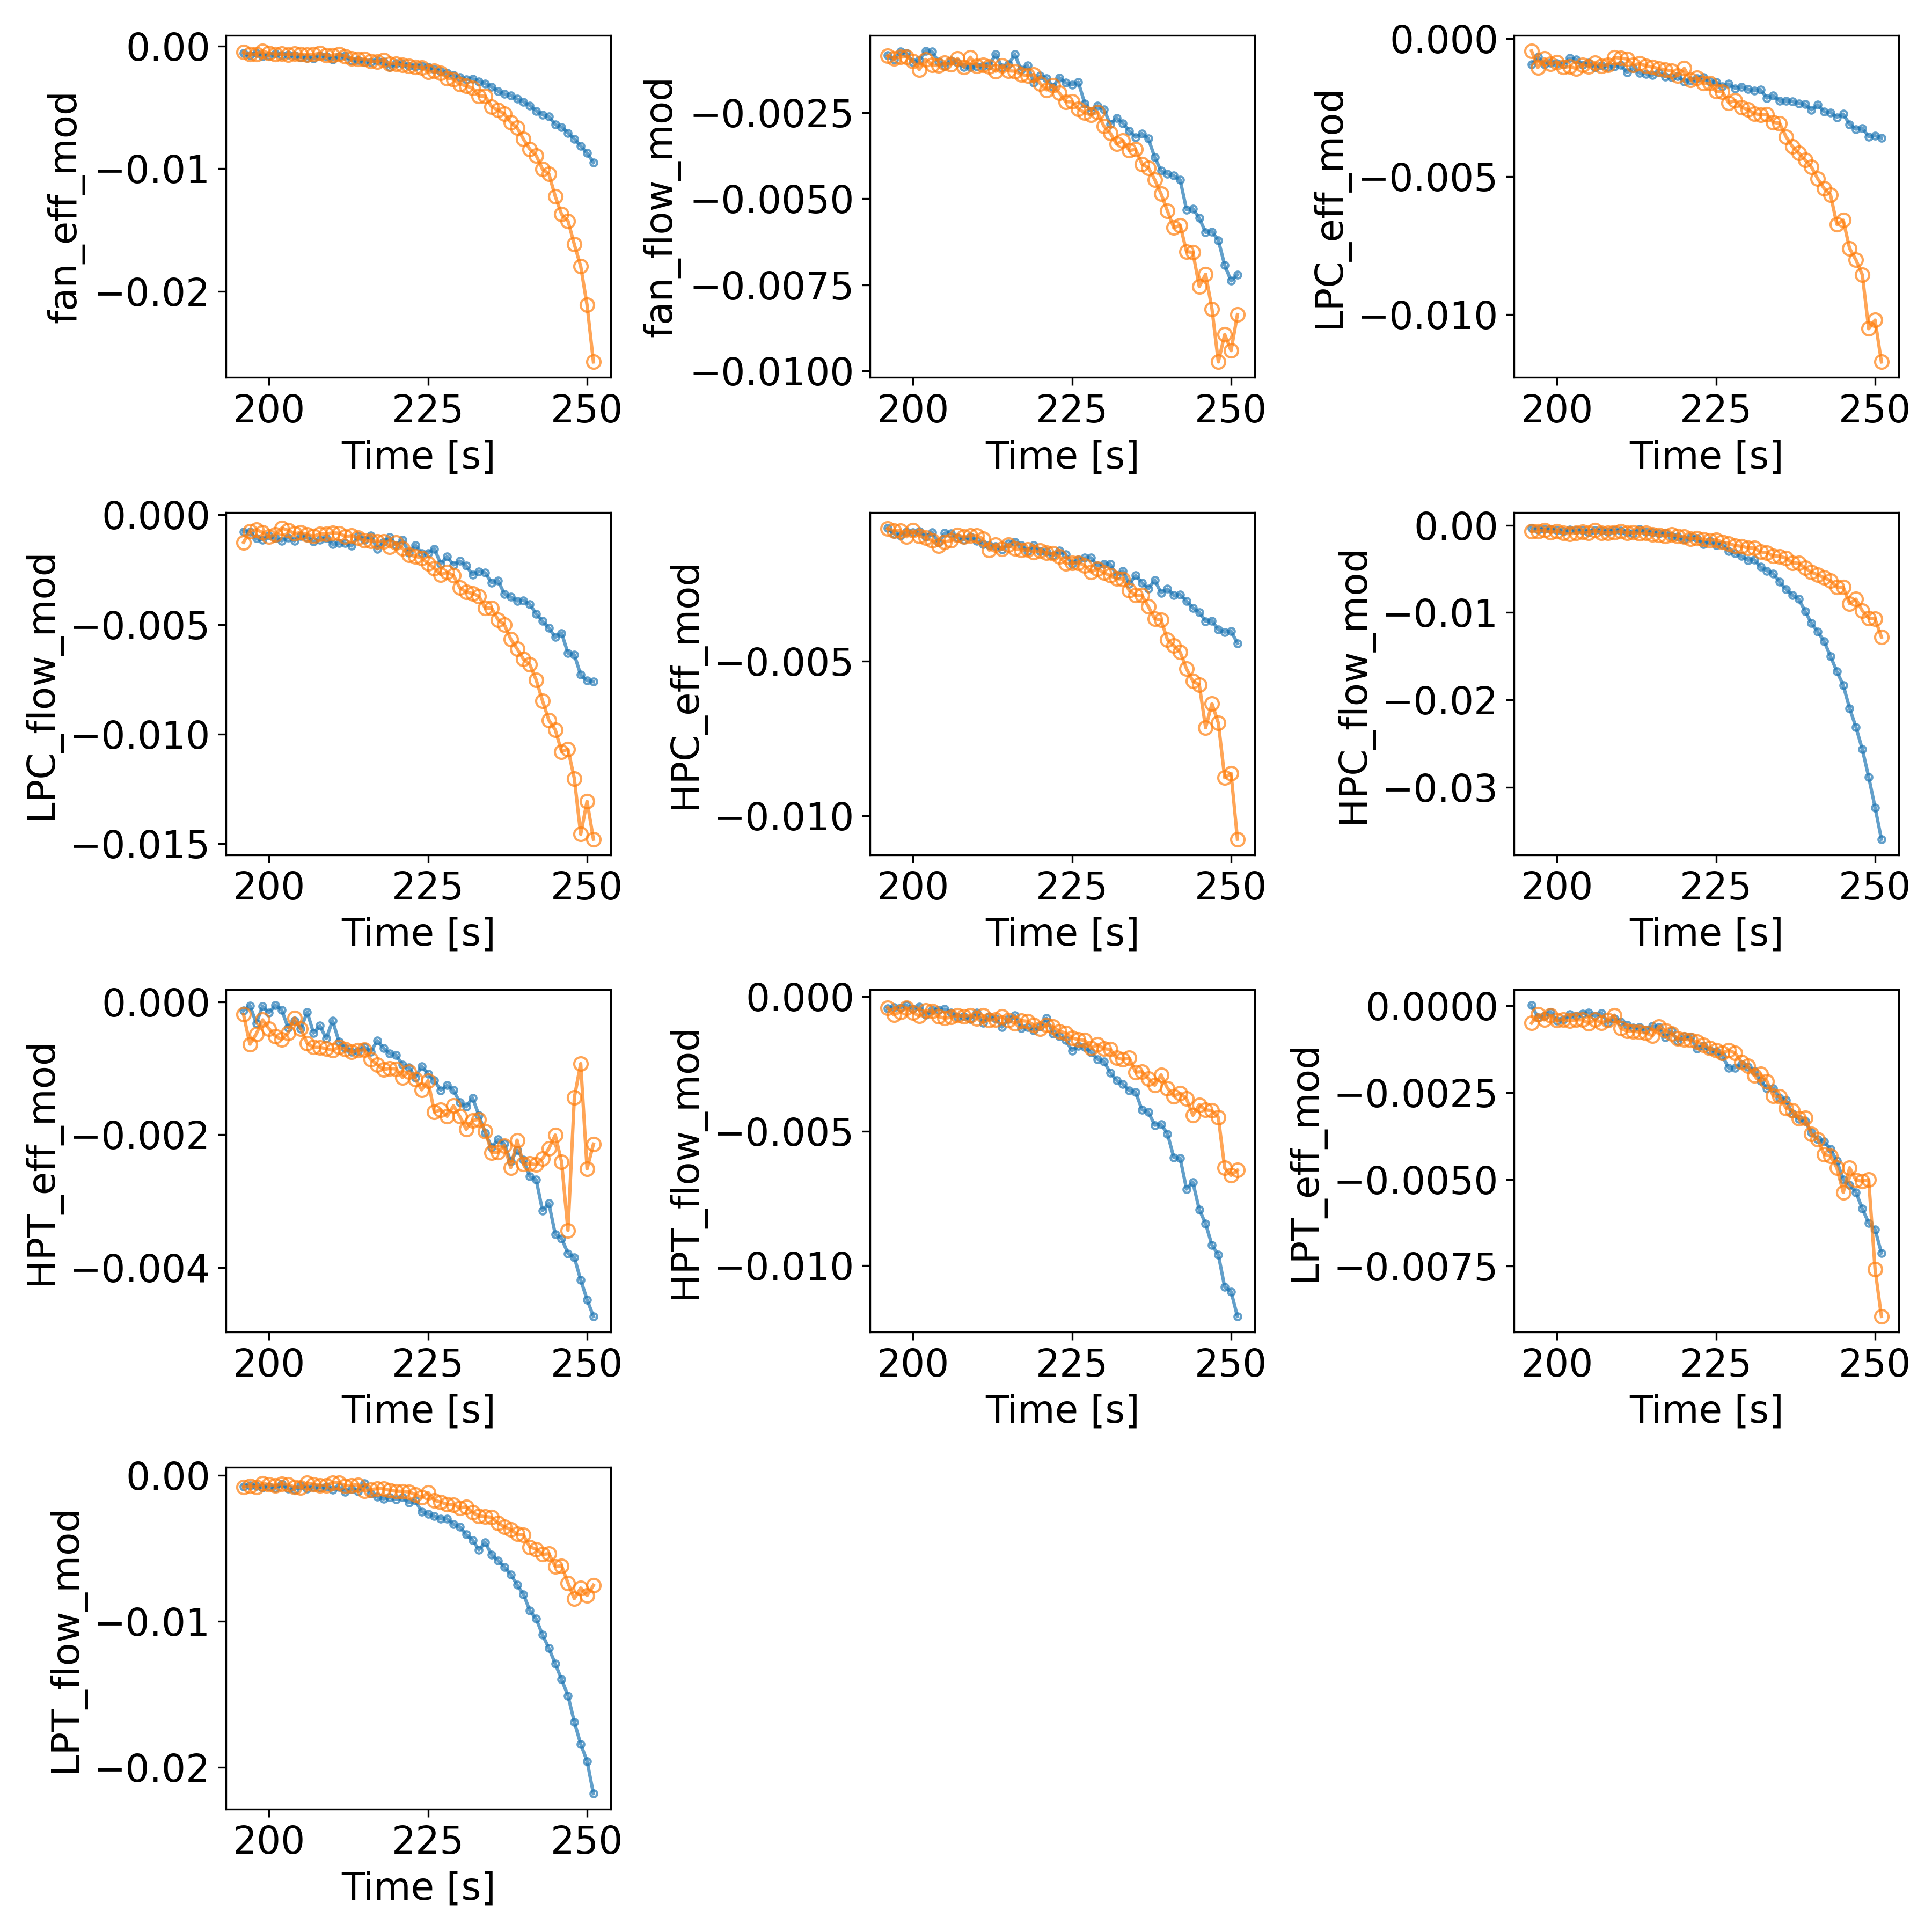 fan_eff_mod
0.00
−0.01
−0.02
200 225 250
Time [s]
fan_flow_mod
−0.0025
−0.0050
−0.0075
−0.0100
200 225 250
Time [s]
LPC_eff_mod
0.000
−0.005
−0.010
200 225 250
Time [s]
LPC_flow_mod
0.000
−0.005
−0.010
−0.015
200 225 250
Time [s]
HPC_eff_mod
−0.005
−0.010
200 225 250
Time [s]
HPC_flow_mod
0.00
−0.01
−0.02
−0.03
200 225 250
Time [s]
HPT_eff_mod
0.000
−0.002
−0.004
200 225 250
Time [s]
HPT_flow_mod
0.000
−0.005
−0.010
200 225 250
Time [s]
LPT_eff_mod
0.0000
−0.0025
−0.0050
−0.0075
200 225 250
Time [s]
LPT_flow_mod
0.00
−0.01
−0.02
200 225 250
Time [s]